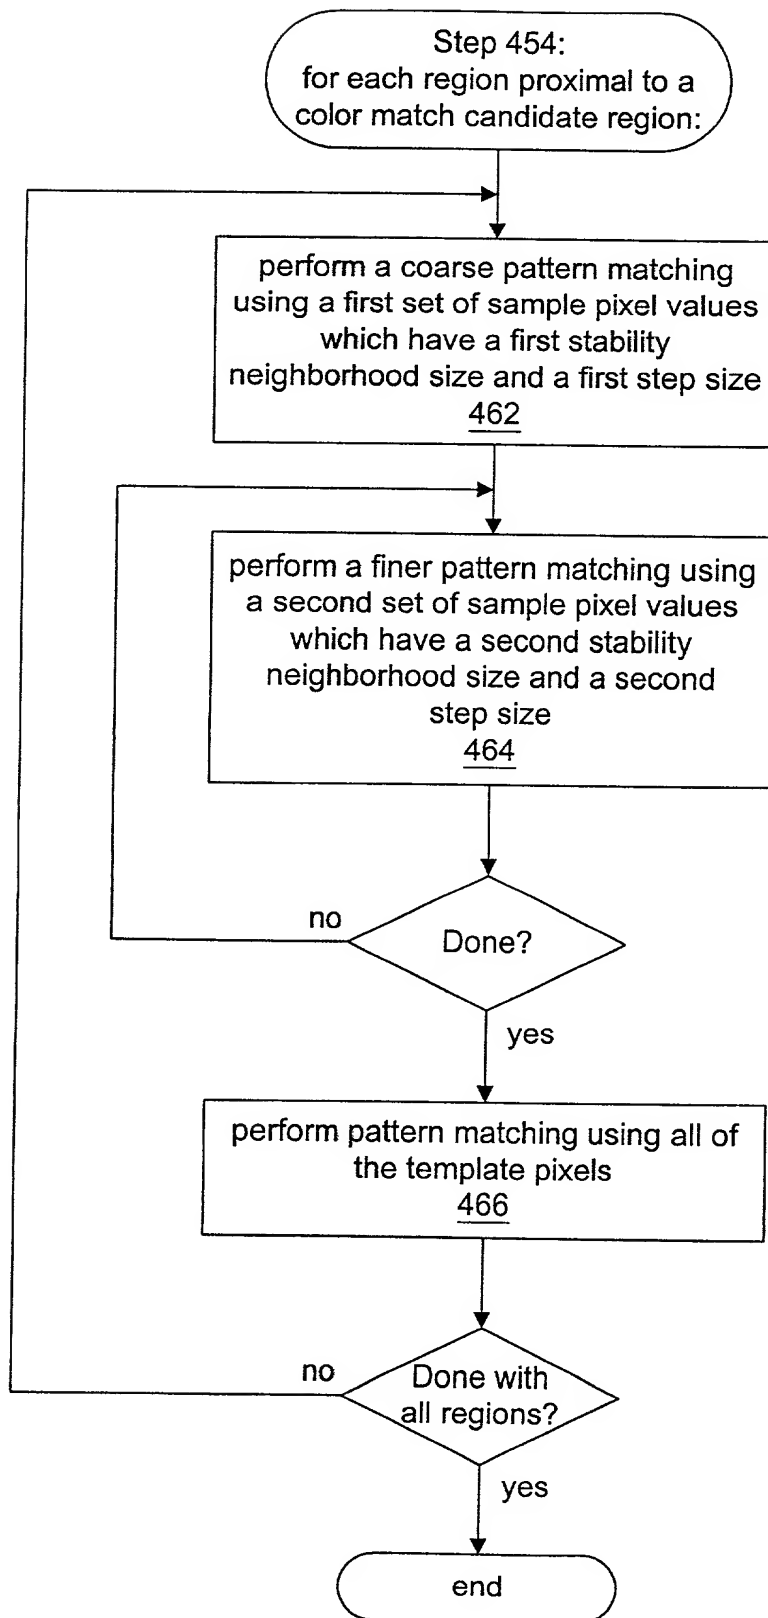 Step 454:
for each region proximal to a
color match candidate region:
perform a coarse pattern matching
using a first set of sample pixel values
which have a first stability
neighborhood size and a first step size
462
perform a finer pattern matching using
a second set of sample pixel values
which have a second stability
neighborhood size and a second
step size
464
no
Done?
yes
perform pattern matching using all of
the template pixels
466
no
Done with
all regions?
yes
end